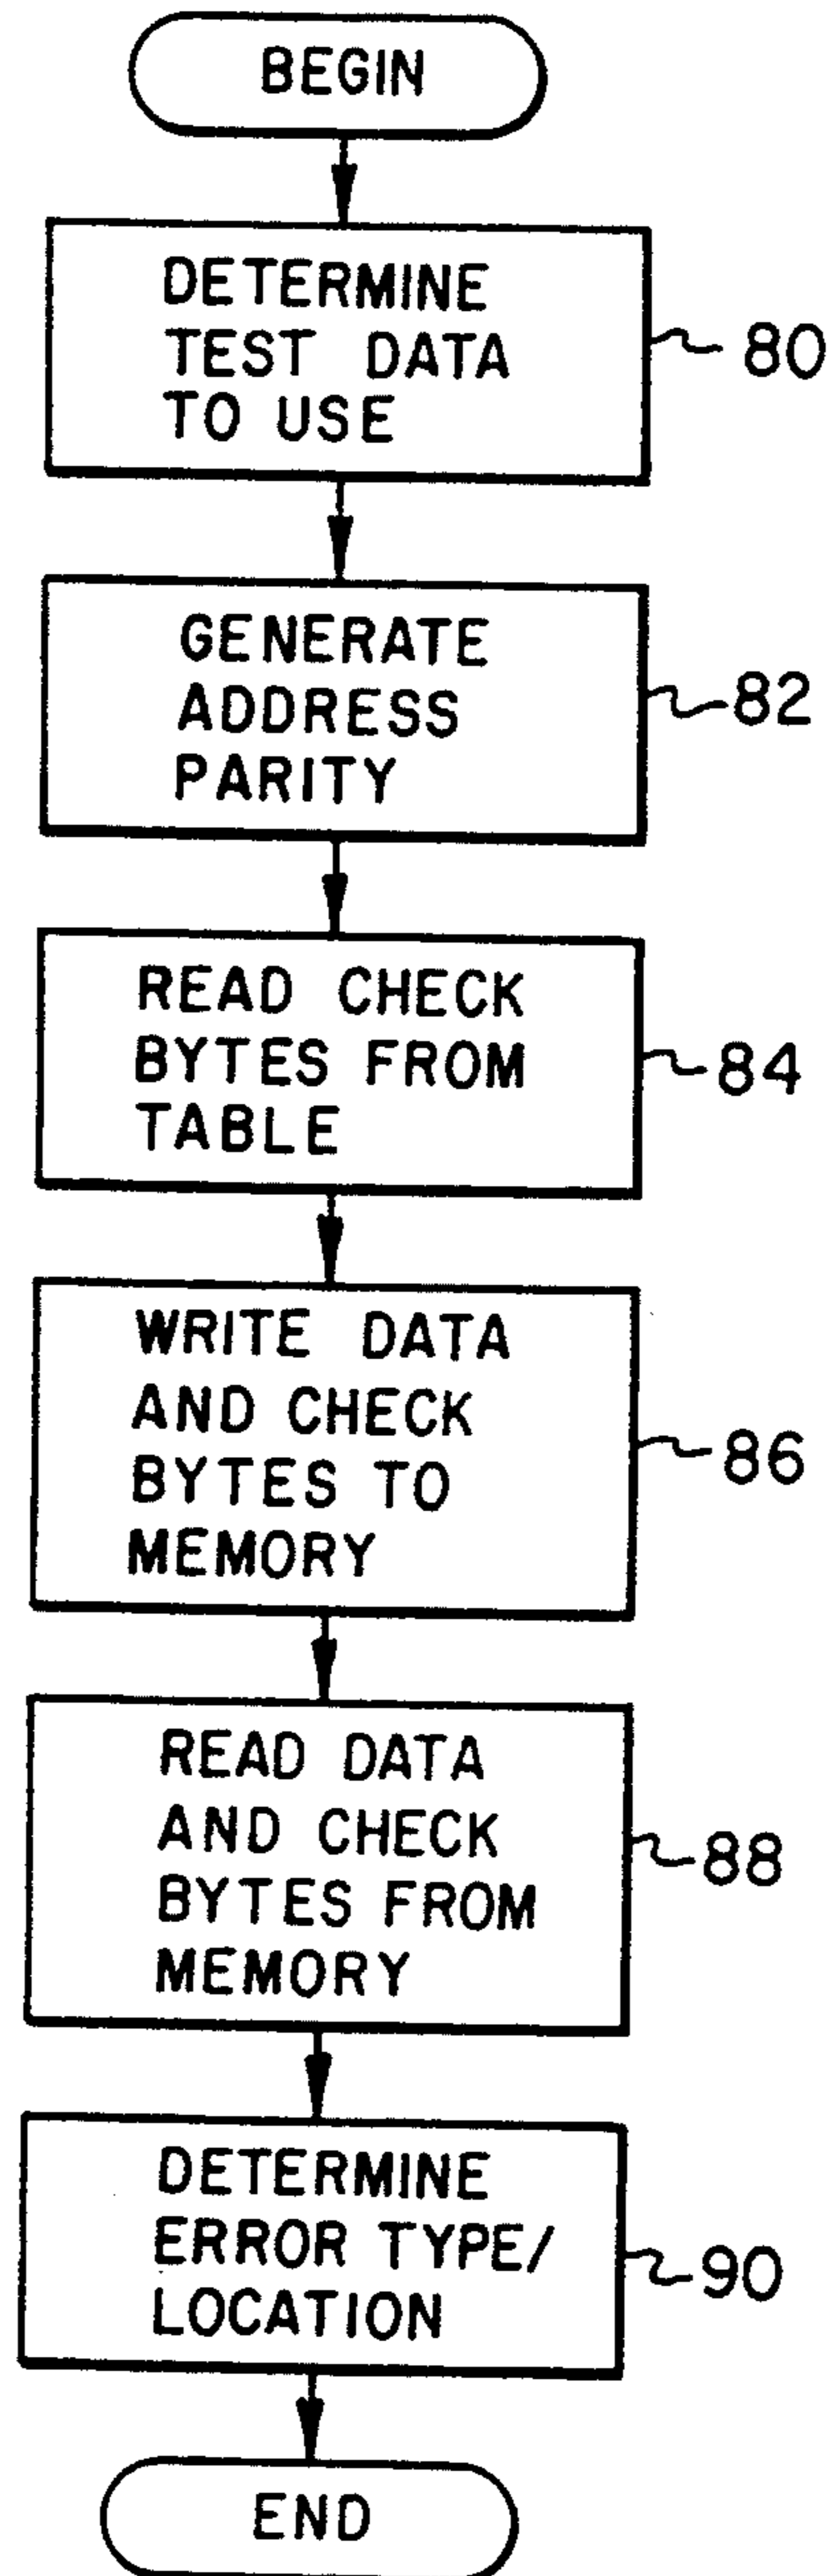 BEGIN
DETERMINE
TEST DATA
TO USE
80
GENERATE
ADDRESS
PARITY
82
READ CHECK
BYTES FROM
TABLE
84
WRITE DATA
AND CHECK
BYTES TO
MEMORY
86
READ DATA
AND CHECK
BYTES FROM
MEMORY
88
DETERMINE
ERROR TYPE/
LOCATION
90
END